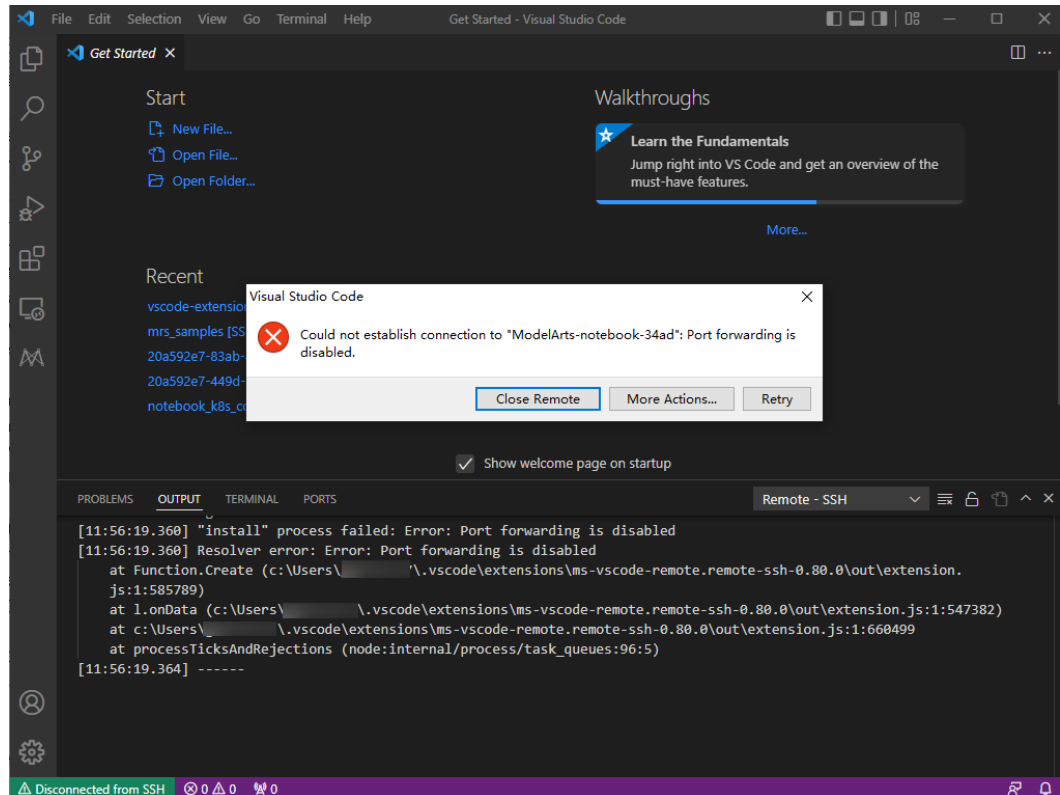 File Edit Selection View Go Terminal Help Get Started - Visual Studio Code
Get Started
Start
New File...
Open File...
Open Folder...
Walkthroughs
Learn the Fundamentals
Jump right into VS Code and get an overview of the
must-have features.
More...
Recent
vscode-extension
mrs_samples [SS
20a592e7-83ab-
20a592e7-449d-
notebook_k8s_co
Visual Studio Code
Could not establish connection to "ModelArts-notebook-34ad": Port forwarding is
disabled.
Close Remote More Actions... Retry
Show welcome page on startup
PROBLEMS OUTPUT TERMINAL PORTS Remote - SSH
[11:56:19.360] "install" process failed: Error: Port forwarding is disabled
[11:56:19.360] Resolver error: Error: Port forwarding is disabled
at Function.Create (c:\Users\ \.vscode\extensions\ms-vscode-remote.remote-ssh-0.80.0\out\extension.
js:1:585789)
at l.onData (c:\Users\ \.vscode\extensions\ms-vscode-remote.remote-ssh-0.80.0\out\extension.js:1:547382)
at c:\Users\ \.vscode\extensions\ms-vscode-remote.remote-ssh-0.80.0\out\extension.js:1:660499
at processTicksAndRejections (node:internal/process/task_queues:96:5)
[11:56:19.364] ------
Disconnected from SSH 0 0 0